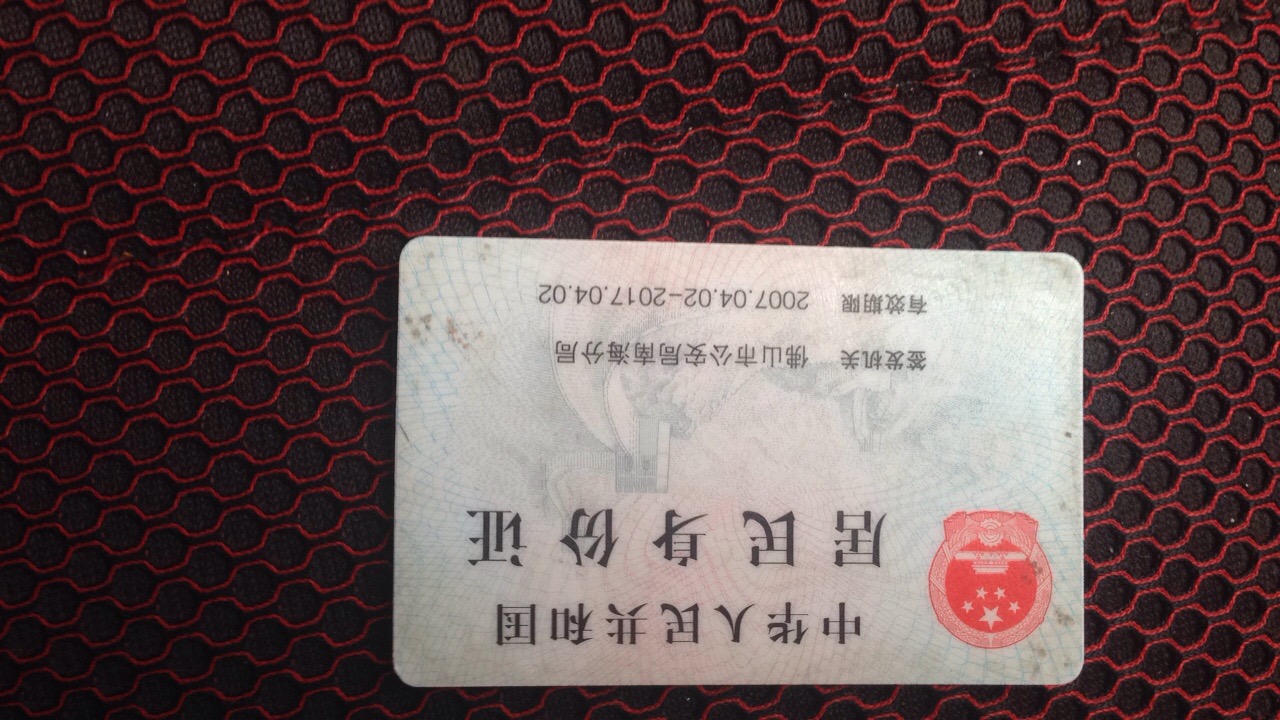 中华人民共和国
居民身份证
签发机关 佛山市公安局南海分局
有效期限 2007.04.02-2017.04.02